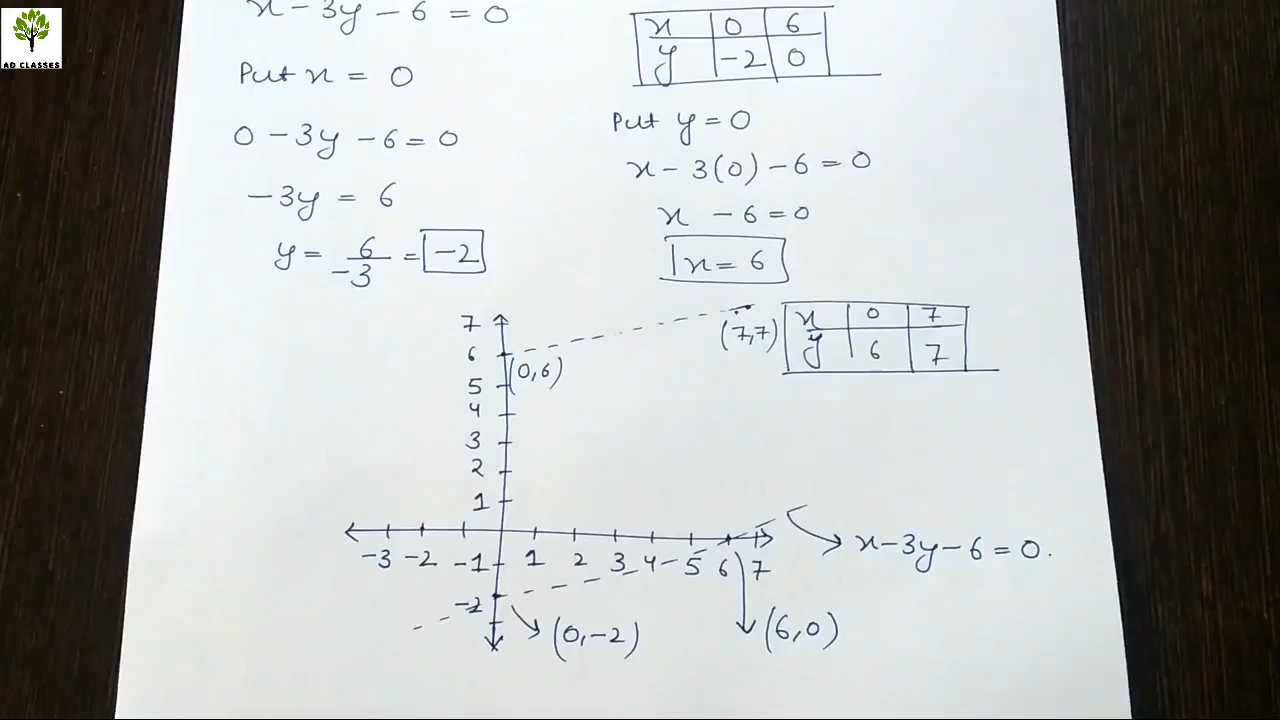 AD CLASSES
x - 3y - 6 = 0
Put x = 0
0 - 3y - 6 = 0
-3y = 6
y = 6/-3 = -2
x 0 6
y -2 0
Put y = 0
x - 3(0) - 6 = 0
x - 6 = 0
x = 6
x 0 7
y 6 7
(7,7)
7
6
(0,6)
5
4
3
2
1
-3 -2 -1 1 2 3 4 5 6 7
x - 3y - 6 = 0.
-2
(0,-2)
(6,0)